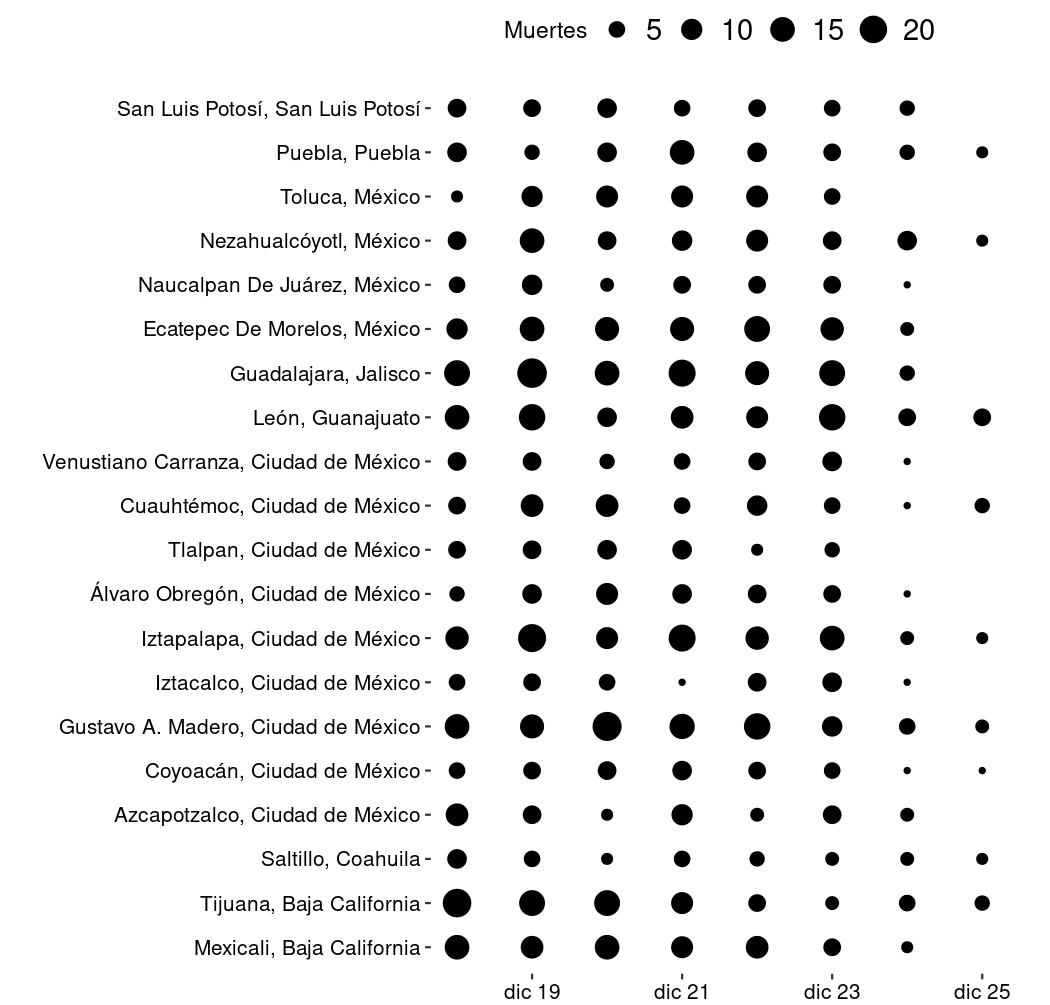 Muertes 5 10 15 20
San Luis Potosí, San Luis Potosí
Puebla, Puebla
Toluca, México
Nezahualcóyotl, México
Naucalpan De Juárez, México
Ecatepec De Morelos, México
Guadalajara, Jalisco
León, Guanajuato
Venustiano Carranza, Ciudad de México
Cuauhtémoc, Ciudad de México
Tlalpan, Ciudad de México
Álvaro Obregón, Ciudad de México
Iztapalapa, Ciudad de México
Iztacalco, Ciudad de México
Gustavo A. Madero, Ciudad de México
Coyoacán, Ciudad de México
Azcapotzalco, Ciudad de México
Saltillo, Coahuila
Tijuana, Baja California
Mexicali, Baja California
dic 19 dic 21 dic 23 dic 25